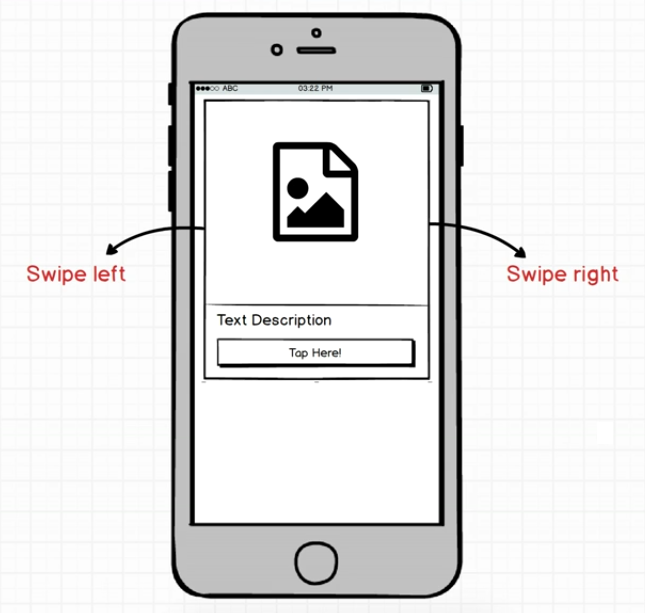 ABC 03:22 PM
Swipe left
Swipe right
Text Description
Tap Here!